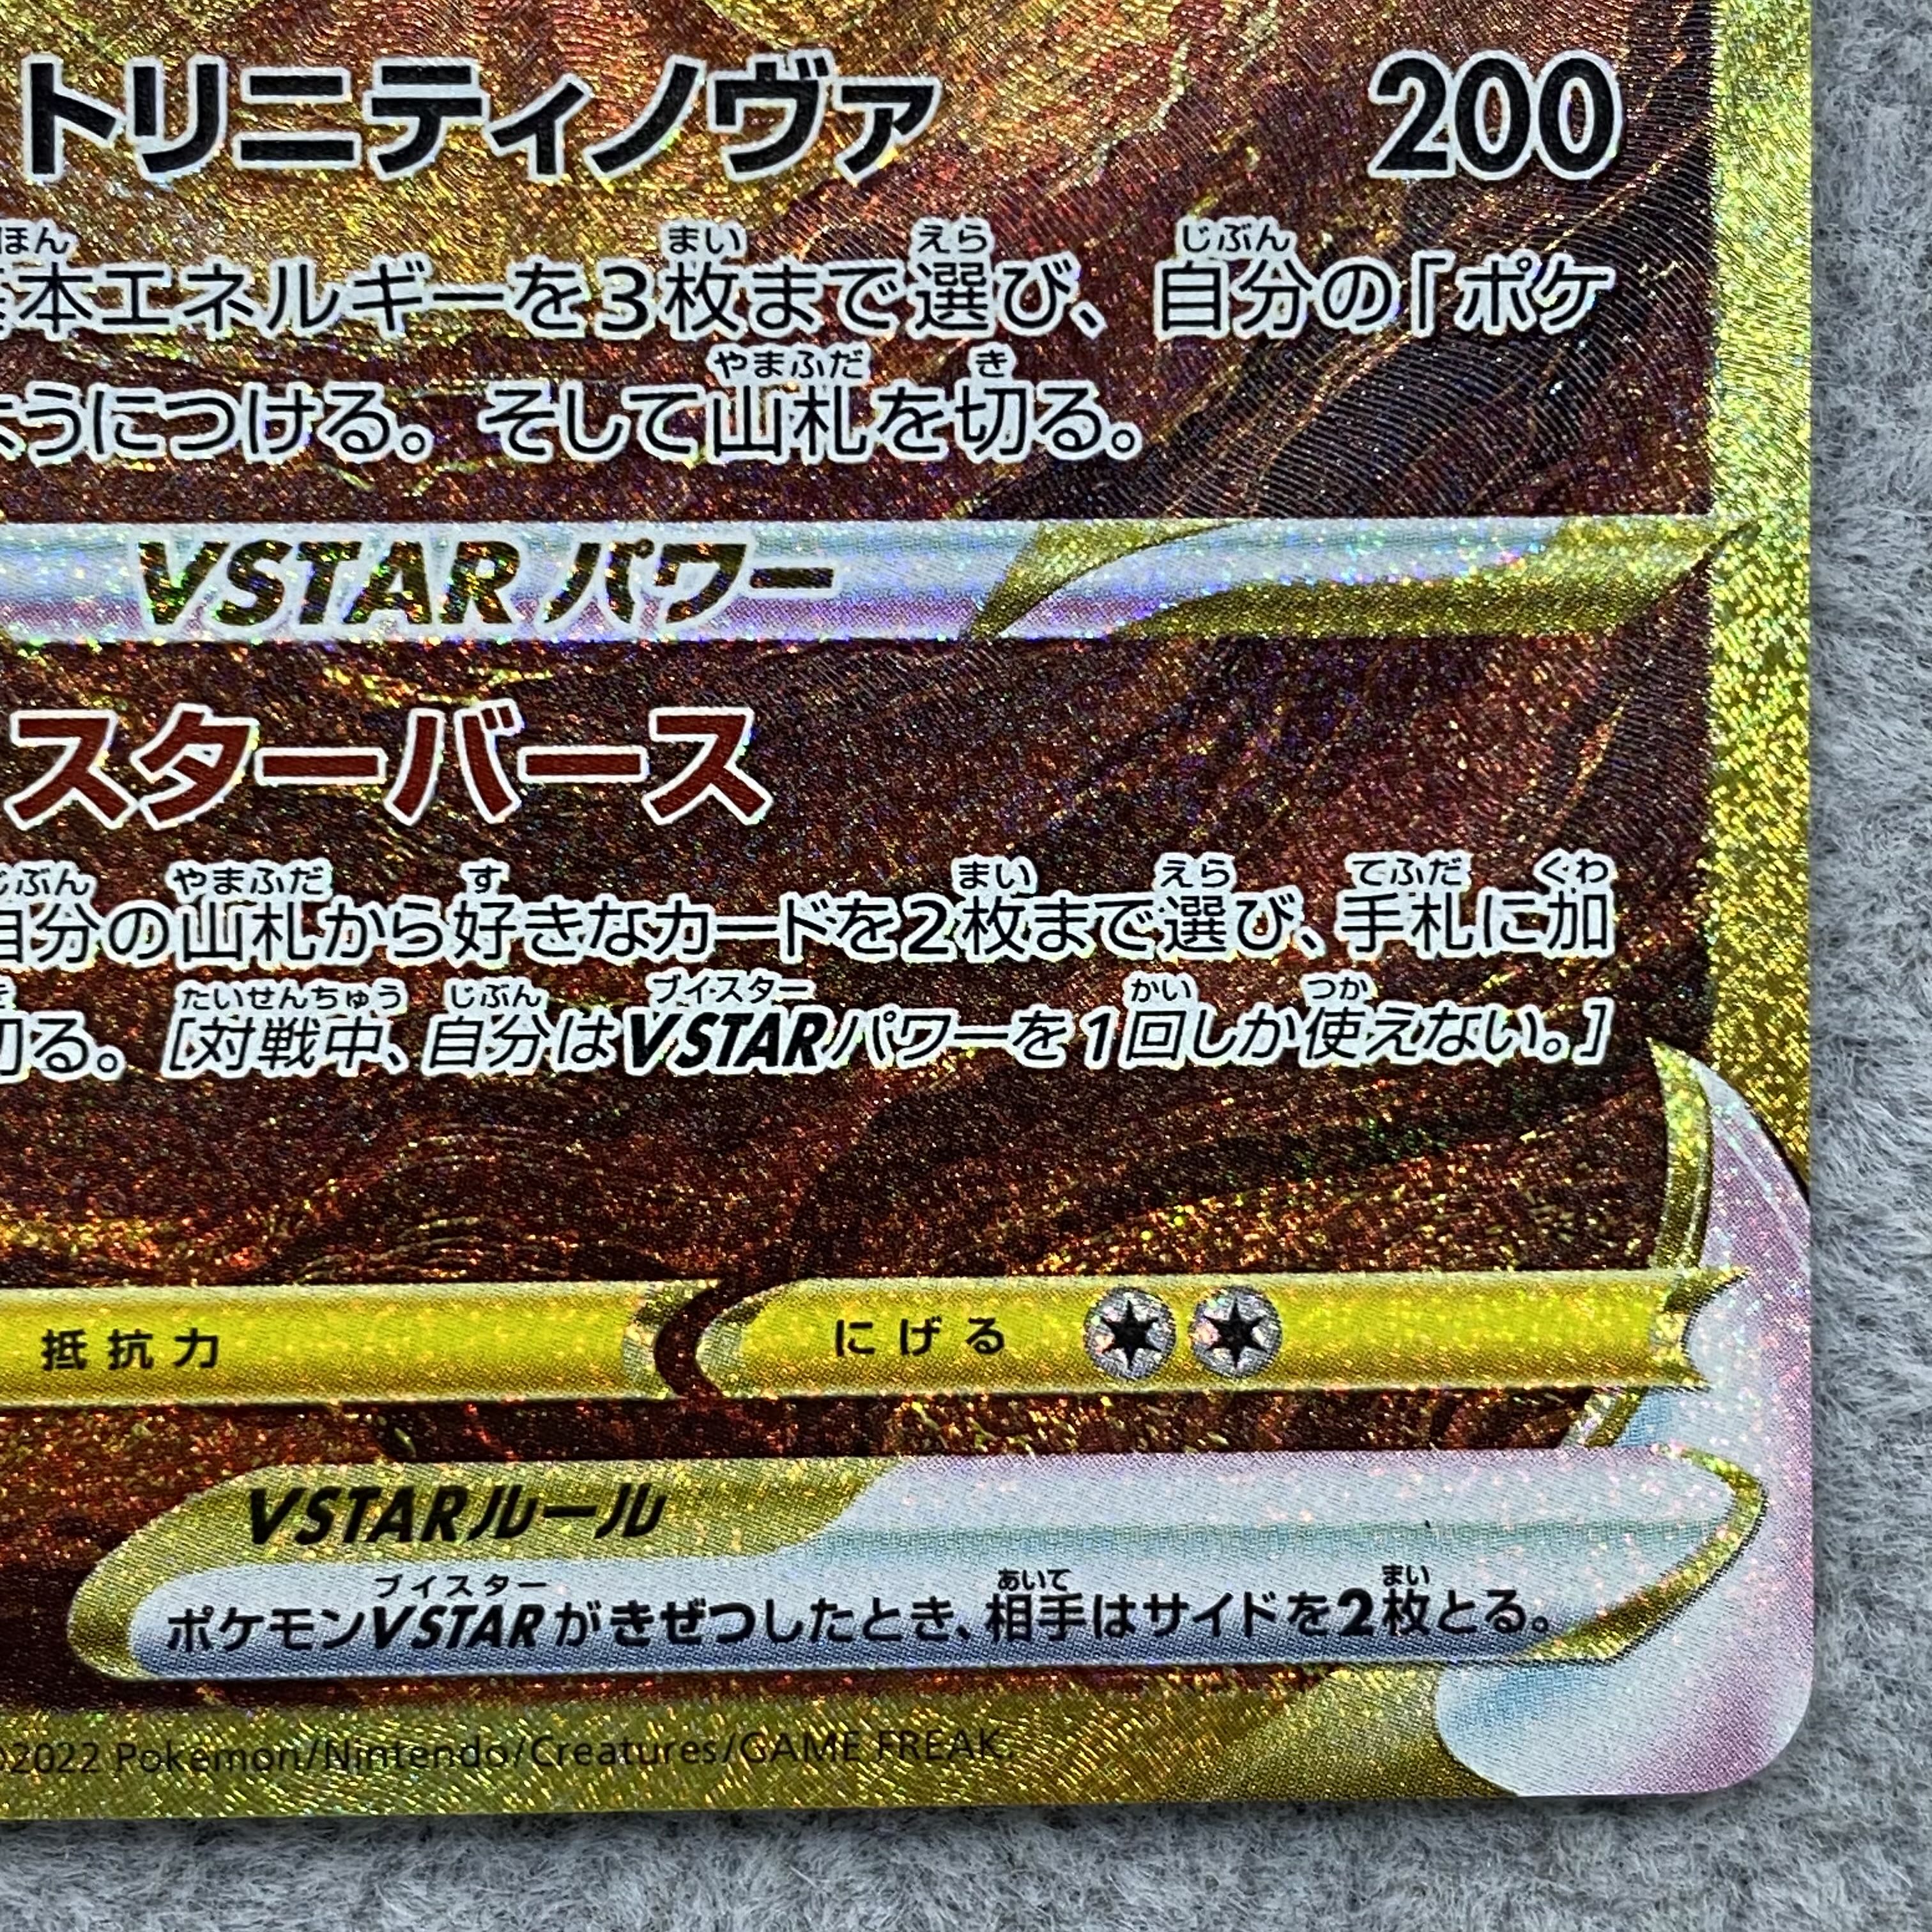 トリニティノヴァ 200
本エネルギーを3枚まで選び、自分の「ポケ
ようにつける。そして山札を切る。
VSTARパワー
スターバース
自分の山札から好きなカードを2枚まで選び、手札に加
切る。[対戦中、自分はVSTARパワーを1回しか使えない。]
抵抗力 にげる
VSTARルール
ポケモンVSTARがきぜつしたとき、相手はサイドを2枚とる。
©2022 Pokémon/Nintendo/Creatures/GAME FREAK.